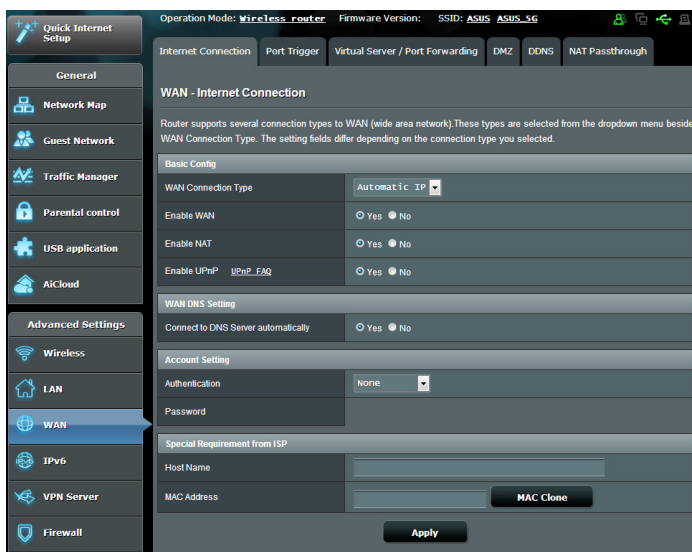 Quick Internet
Setup
General
Network Map
Guest Network
Traffic Manager
Parental control
USB application
AiCloud
Advanced Settings
Wireless
LAN
WAN
IPv6
VPN Server
Firewall
Operation Mode: Wireless router Firmware Version: SSID: ASUS ASUS_5G
Internet Connection Port Trigger Virtual Server / Port Forwarding DMZ DDNS NAT Passthrough
WAN - Internet Connection
Router supports several connection types to WAN (wide area network).These types are selected from the dropdown menu beside
WAN Connection Type. The setting fields differ depending on the connection type you selected.
Basic Config
WAN Connection Type Automatic IP
Enable WAN Yes No
Enable NAT Yes No
Enable UPnP UPnP FAQ Yes No
WAN DNS Setting
Connect to DNS Server automatically Yes No
Account Setting
Authentication None
Password
Special Requirement from ISP
Host Name
MAC Address MAC Clone
Apply